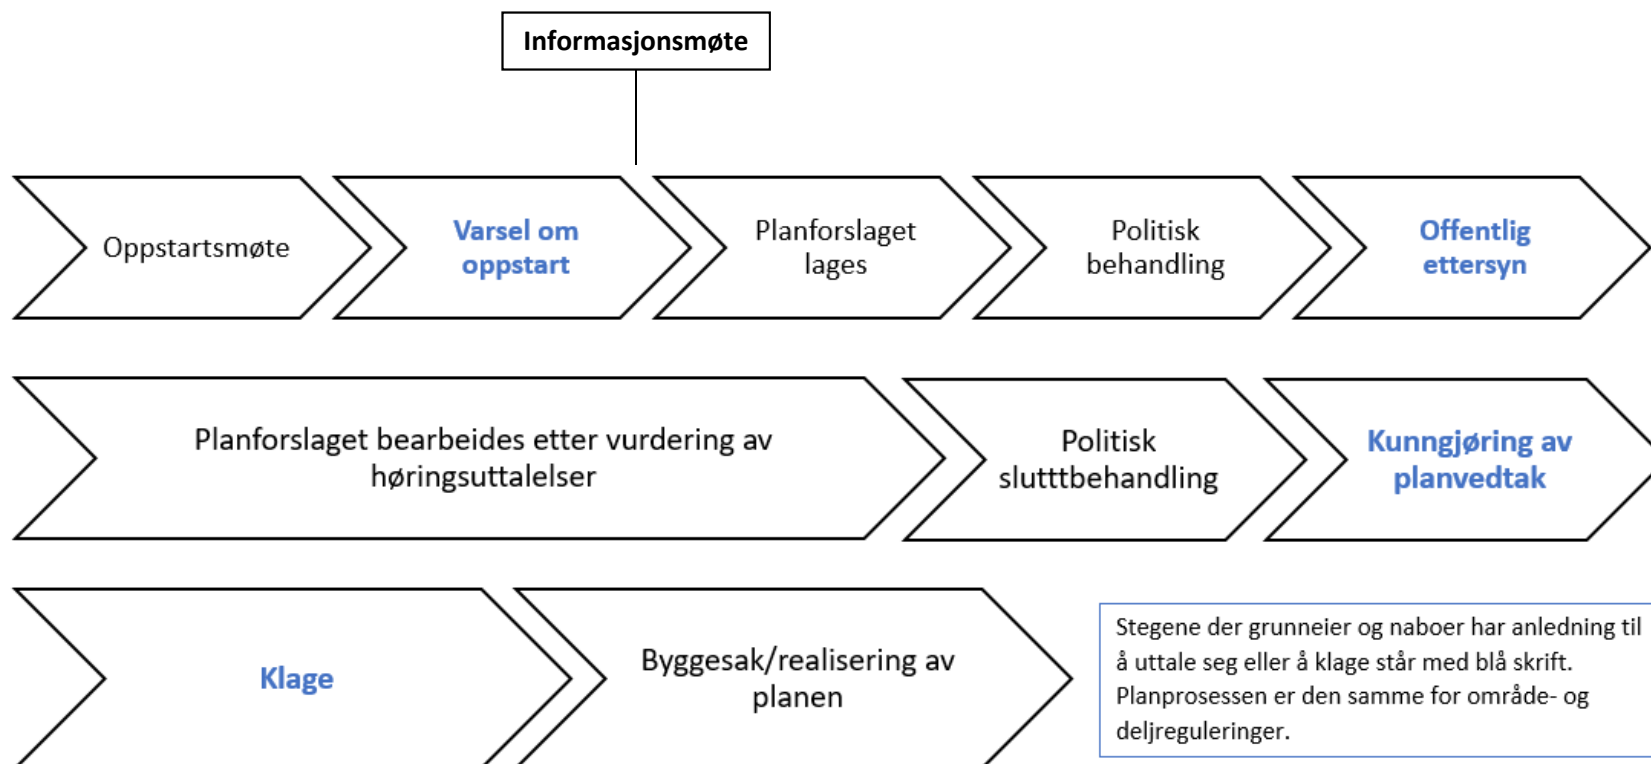 Informasjonsmøte
Oppstartsmøte
Varsel om
oppstart
Planforslaget
lages
Politisk
behandling
Offentlig
ettersyn
Planforslaget bearbeides etter vurdering av
høringsuttalelser
Politisk
slutttbehandling
Kunngjøring av
planvedtak
Klage
Byggesak/realisering av
planen
Stegene der grunneier og naboer har anledning til
å uttale seg eller å klage står med blå skrift.
Planprosessen er den samme for område- og
deljreguleringer.